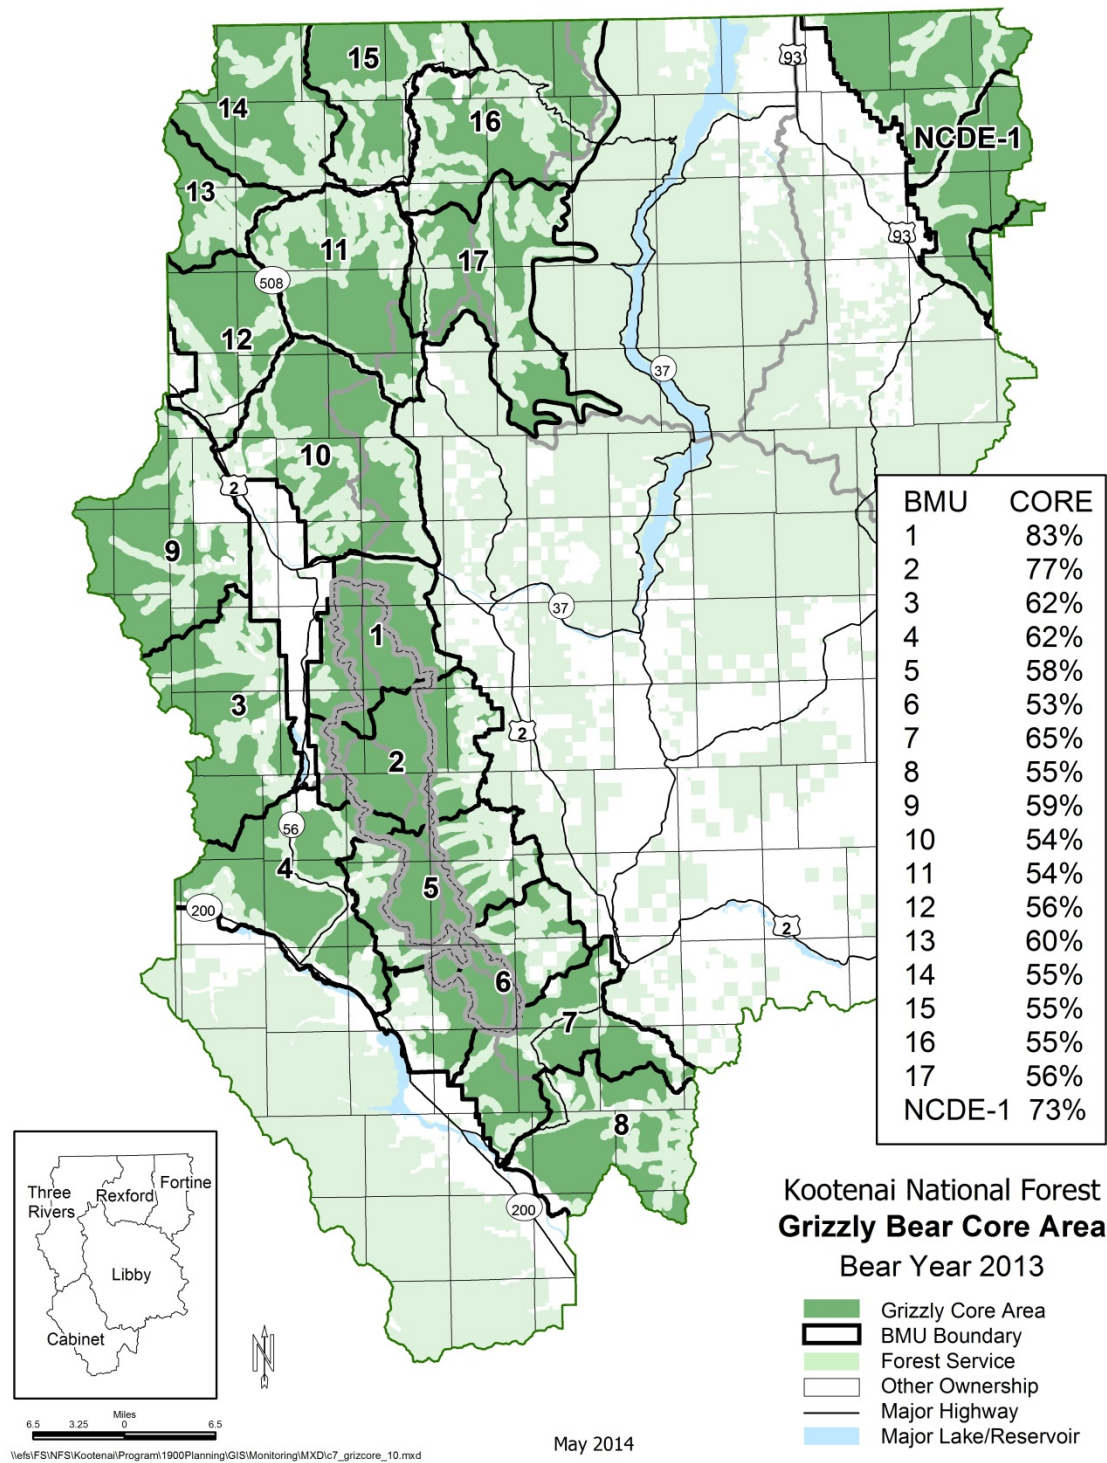 15
93
14
16
NCDE-1
13
93
11
17
508
12
37
10
2
9
37
1
3
2
2
56
4
5
200
2
6
7
8
200
BMU CORE
1 83%
2 77%
3 62%
4 62%
5 58%
6 53%
7 65%
8 55%
9 59%
10 54%
11 54%
12 56%
13 60%
14 55%
15 55%
16 55%
17 56%
NCDE-1 73%
Three
Rivers
Rexford
Fortine
Libby
Cabinet
N
Miles
6.5 3.25 0 6.5
\\efs\FS\NFS\Kootenai\Program\1900Planning\GIS\Monitoring\MXD\c7_grizcore_10.mxd
May 2014
Kootenai National Forest
Grizzly Bear Core Area
Bear Year 2013
Grizzly Core Area
BMU Boundary
Forest Service
Other Ownership
Major Highway
Major Lake/Reservoir